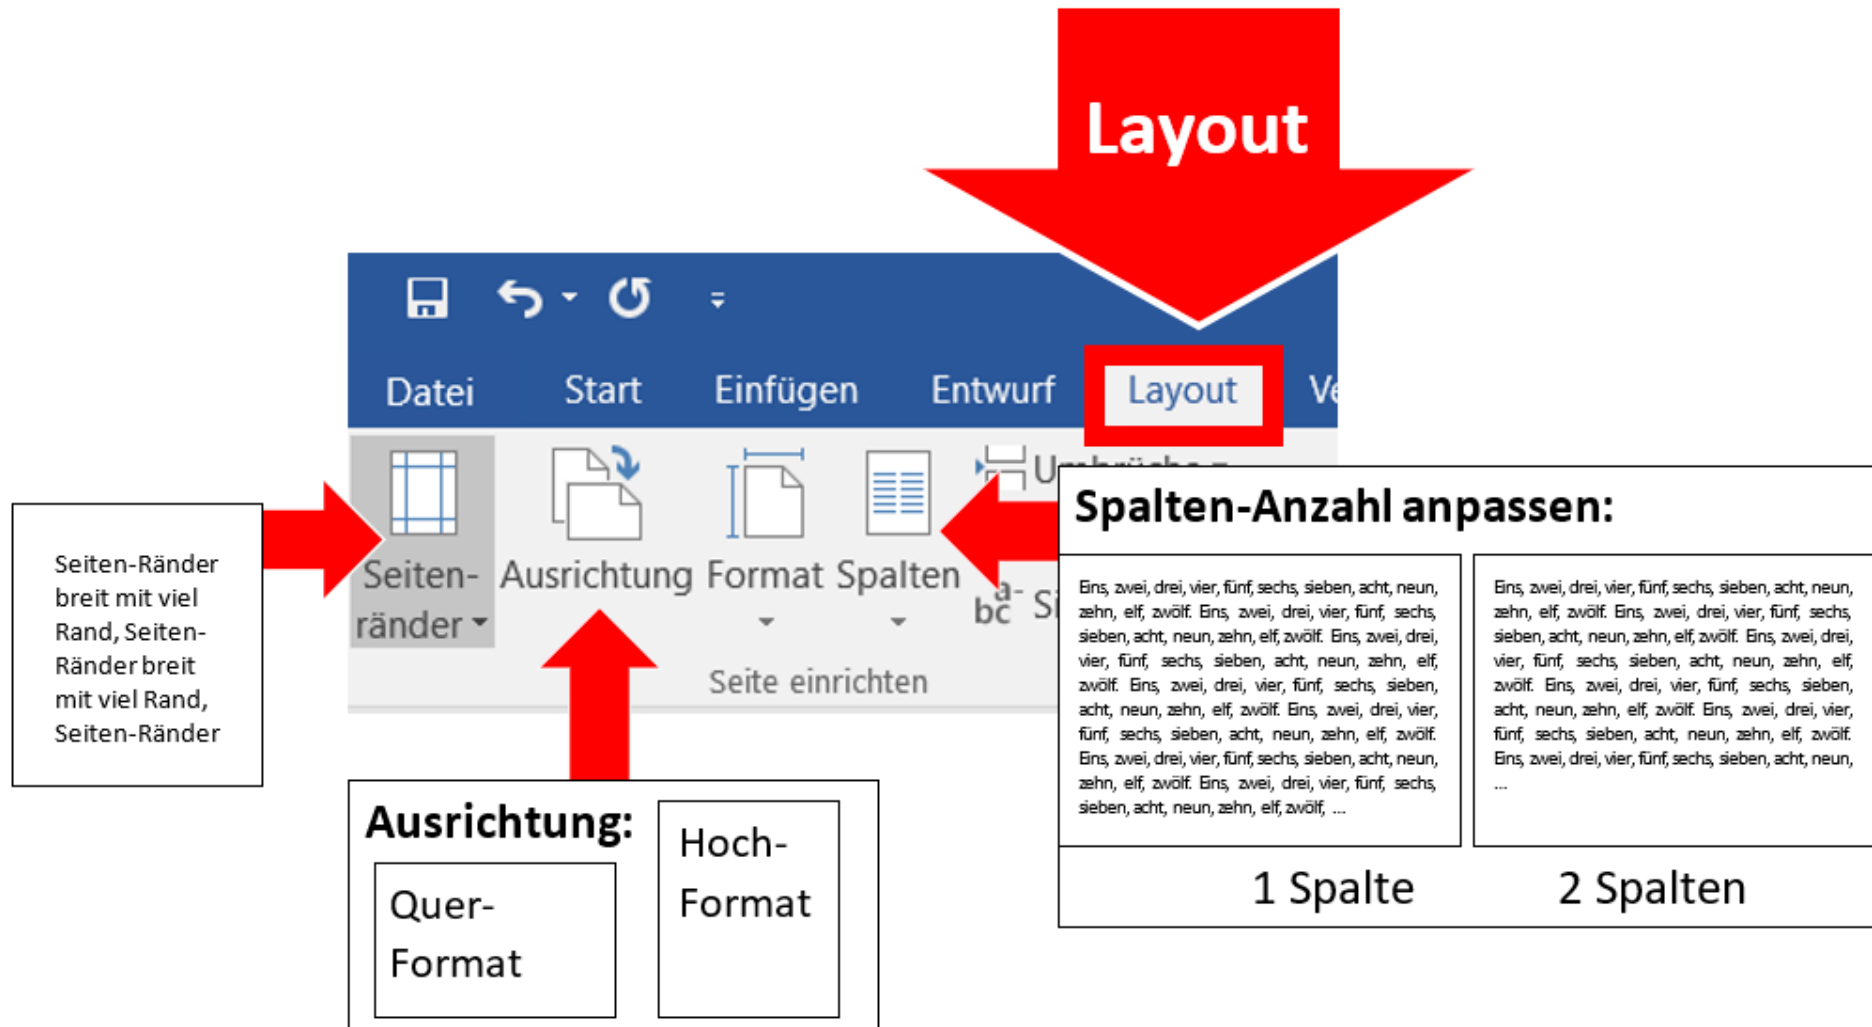 Layout
Datei Start Einfügen Entwurf Layout
Seiten-
ränder
Ausrichtung
Format
Spalten
Seite einrichten
Seiten-Ränder
breit mit viel
Rand, Seiten-
Ränder breit
mit viel Rand,
Seiten-Ränder
Ausrichtung:
Quer-
Format
Hoch-
Format
Spalten-Anzahl anpassen:
Eins, zwei, drei, vier, fünf, sechs, sieben, acht, neun,
zehn, elf, zwölf. Eins, zwei, drei, vier, fünf, sechs,
sieben, acht, neun, zehn, elf, zwölf. Eins, zwei, drei,
vier, fünf, sechs, sieben, acht, neun, zehn, elf,
zwölf. Eins, zwei, drei, vier, fünf, sechs, sieben,
acht, neun, zehn, elf, zwölf. Eins, zwei, drei, vier,
fünf, sechs, sieben, acht, neun, zehn, elf, zwölf.
Eins, zwei, drei, vier, fünf, sechs, sieben, acht, neun,
zehn, elf, zwölf. Eins, zwei, drei, vier, fünf, sechs,
sieben, acht, neun, zehn, elf, zwölf, ...
1 Spalte
Eins, zwei, drei, vier, fünf, sechs, sieben, acht, neun,
zehn, elf, zwölf. Eins, zwei, drei, vier, fünf, sechs,
sieben, acht, neun, zehn, elf, zwölf. Eins, zwei, drei,
vier, fünf, sechs, sieben, acht, neun, zehn, elf,
zwölf. Eins, zwei, drei, vier, fünf, sechs, sieben,
acht, neun, zehn, elf, zwölf. Eins, zwei, drei, vier,
fünf, sechs, sieben, acht, neun, zehn, elf, zwölf.
Eins, zwei, drei, vier, fünf, sechs, sieben, acht, neun,
...
2 Spalten